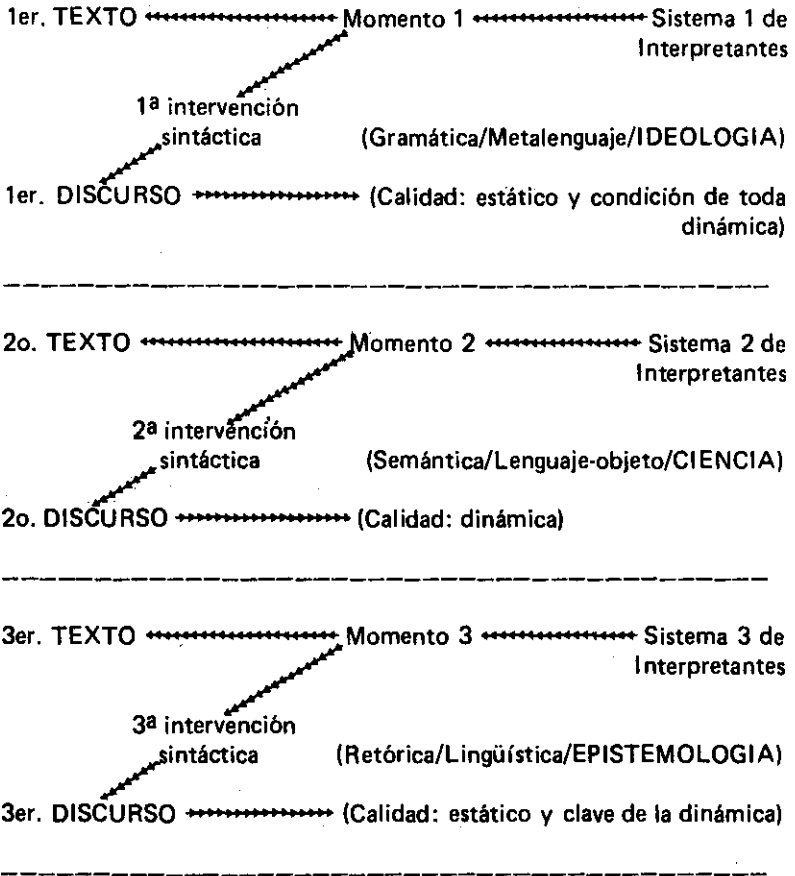 1er. TEXTO Momento 1 Sistema 1 de
Interpretantes
1ª intervención
sintáctica (Gramática/Metalenguaje/IDEOLOGIA)
1er. DISCURSO (Calidad: estático y condición de toda
dinámica)
2o. TEXTO Momento 2 Sistema 2 de
Interpretantes
2ª intervención
sintáctica (Semántica/Lenguaje-objeto/CIENCIA)
2o. DISCURSO (Calidad: dinámica)
3er. TEXTO Momento 3 Sistema 3 de
Interpretantes
3ª intervención
sintáctica (Retórica/Lingüística/EPISTEMOLOGIA)
3er. DISCURSO (Calidad: estático y clave de la dinámica)